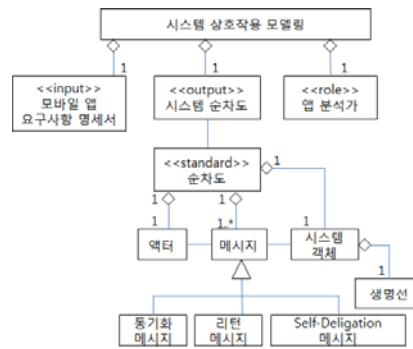 시스템 상호작용 모델링
1
1
1
<<input>>
모바일 앱
요구사항 명세서
<<output>>
시스템 순차도
<<role>>
앱 분석가
<<standard>>
순차도
1
1
1
1
1..*
1
액터
메시지
시스템
객체
1
생명선
동기화
메시지
리턴
메시지
Self-Deligation
메시지